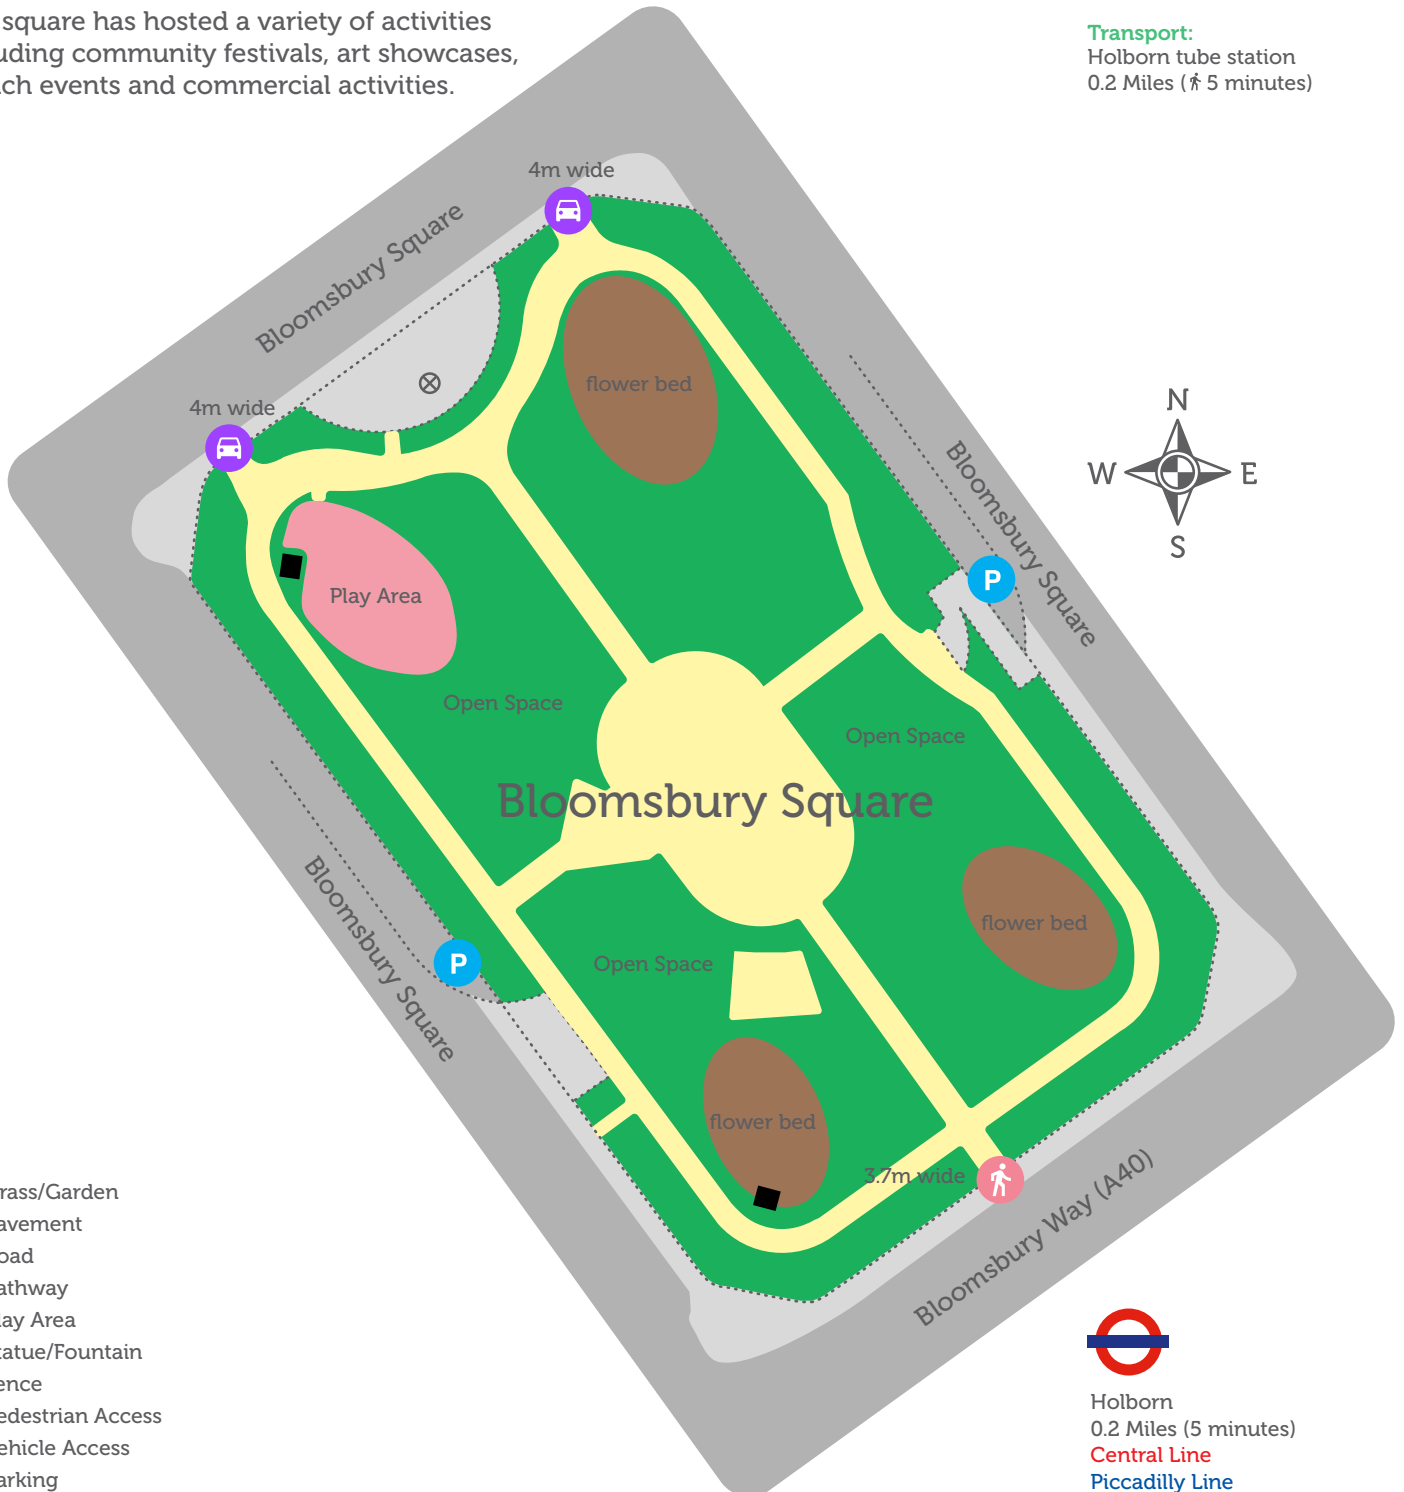 square has hosted a variety of activities
uding community festivals, art showcases,
ch events and commercial activities.
Transport:
Holborn tube station
0.2 Miles (5 minutes)
4m wide
Bloomsbury Square
4m wide
flower bed
Bloomsbury Square
N
W E
S
Play Area
P
Open Space
Open Space
Bloomsbury Square
Bloomsbury Square
flower bed
P
Open Space
flower bed
3.7m wide
Bloomsbury Way (A40)
rass/Garden
avement
oad
athway
lay Area
tatue/Fountain
ence
edestrian Access
ehicle Access
arking
Holborn
0.2 Miles (5 minutes)
Central Line
Piccadilly Line